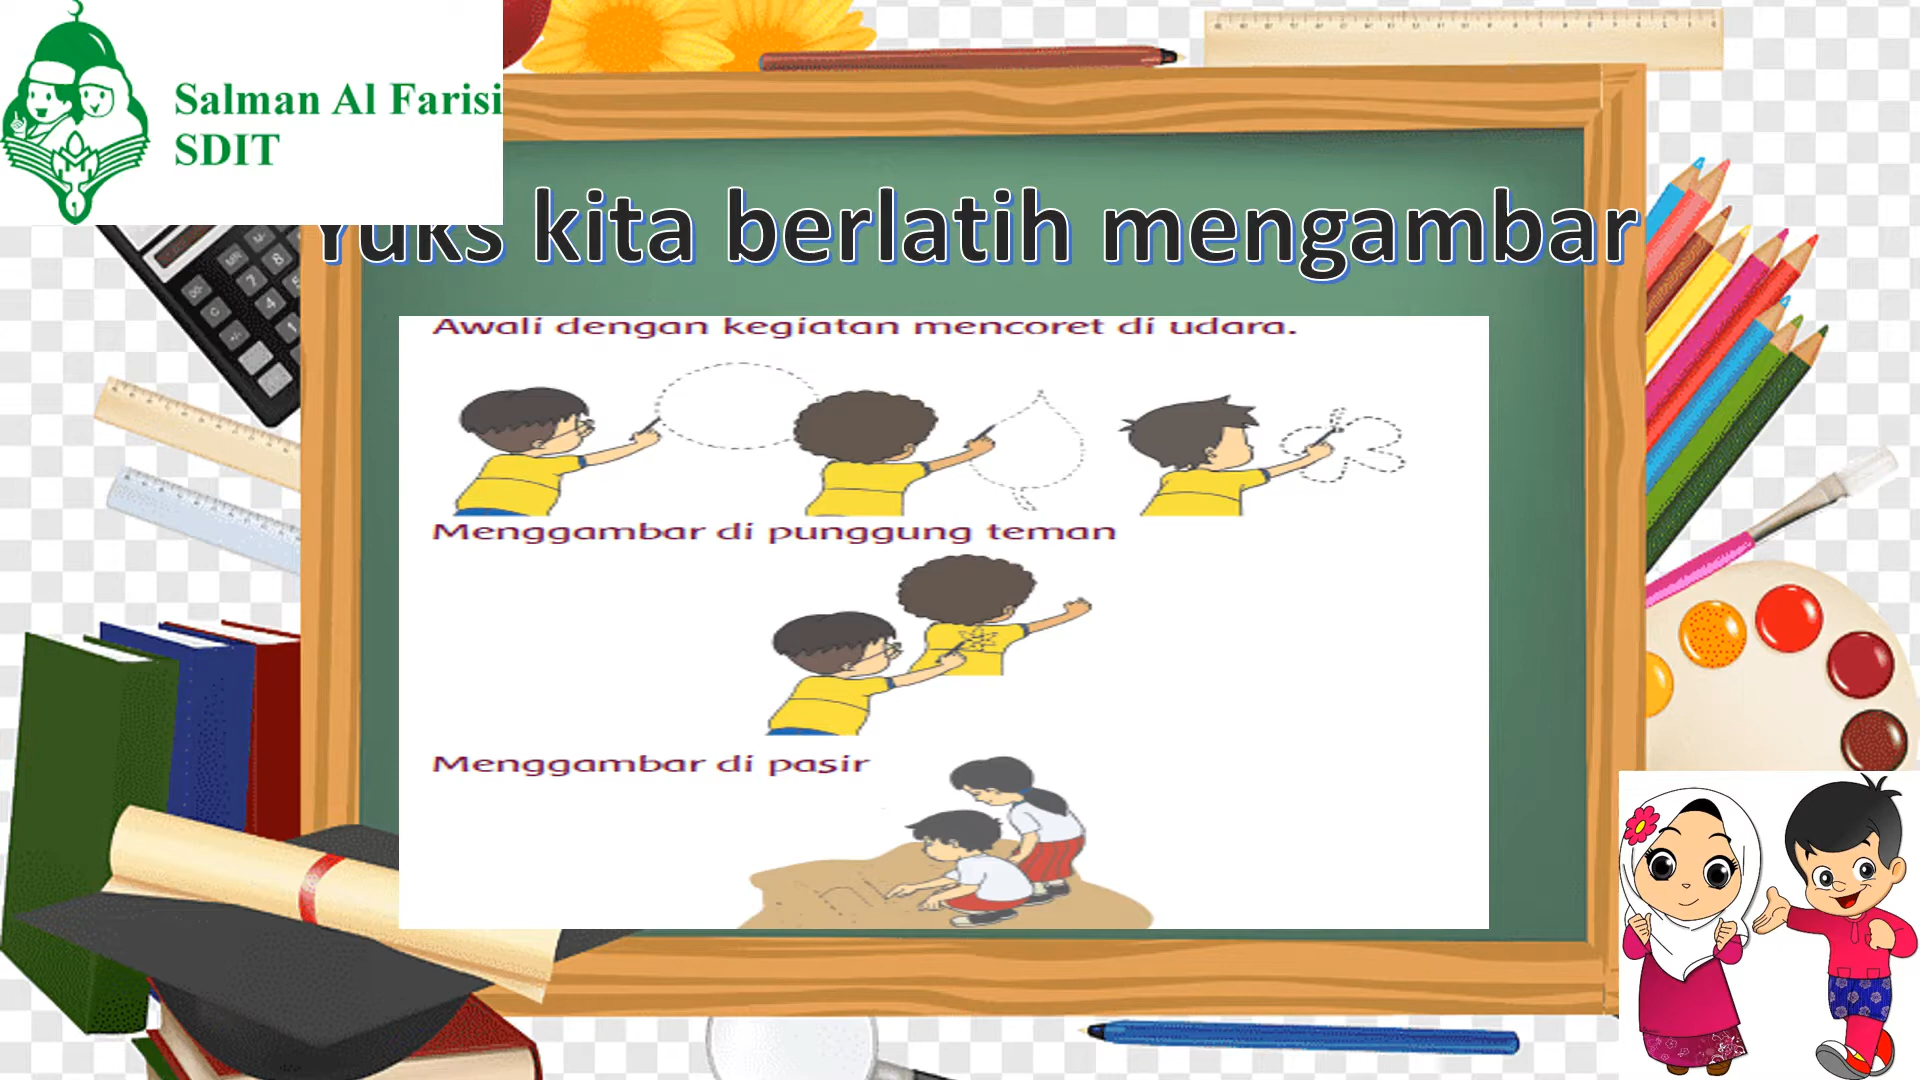 Salman Al Farisi
SDIT
Yuks kita berlatih mengambar
Awali dengan kegiatan mencoret di udara.
Menggambar di punggung teman
Menggambar di pasir